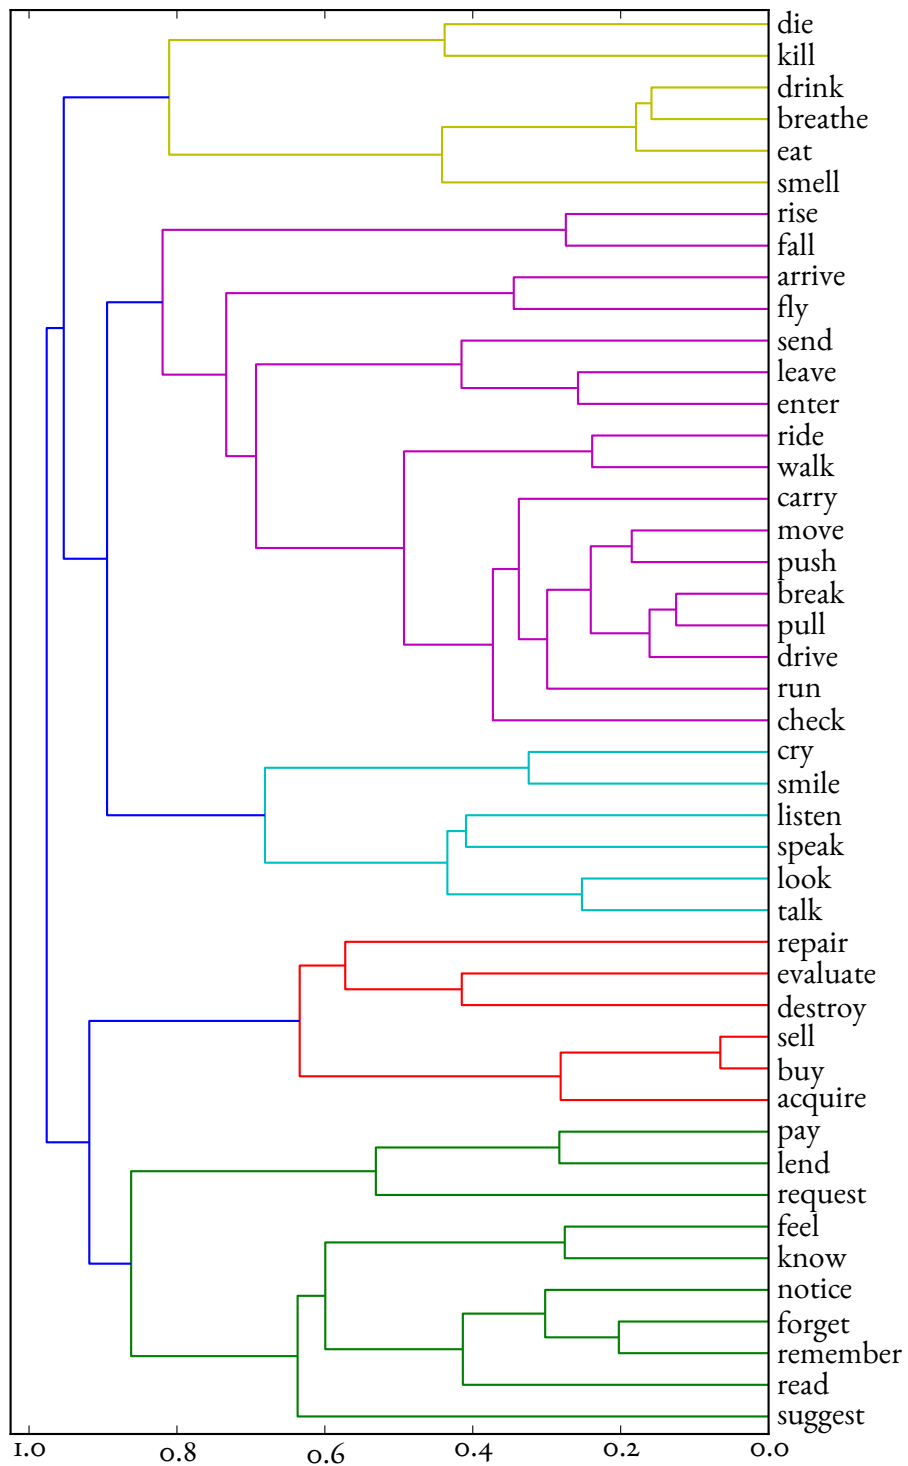 die
kill
drink
breathe
eat
smell
rise
fall
arrive
fly
send
leave
enter
ride
walk
carry
move
push
break
pull
drive
run
check
cry
smile
listen
speak
look
talk
repair
evaluate
destroy
sell
buy
acquire
pay
lend
request
feel
know
notice
forget
remember
read
suggest
1.0 0.8 0.6 0.4 0.2 0.0